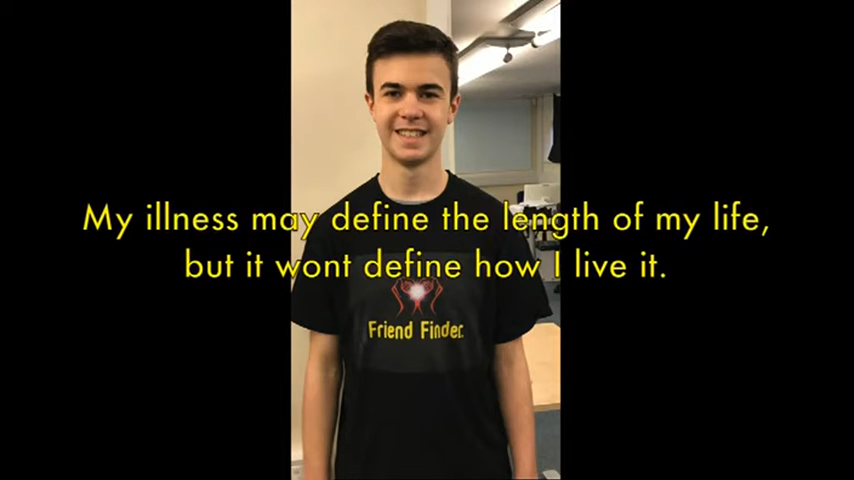 My illness may define the length of my life,
but it wont define how I live it.
Friend Finder.